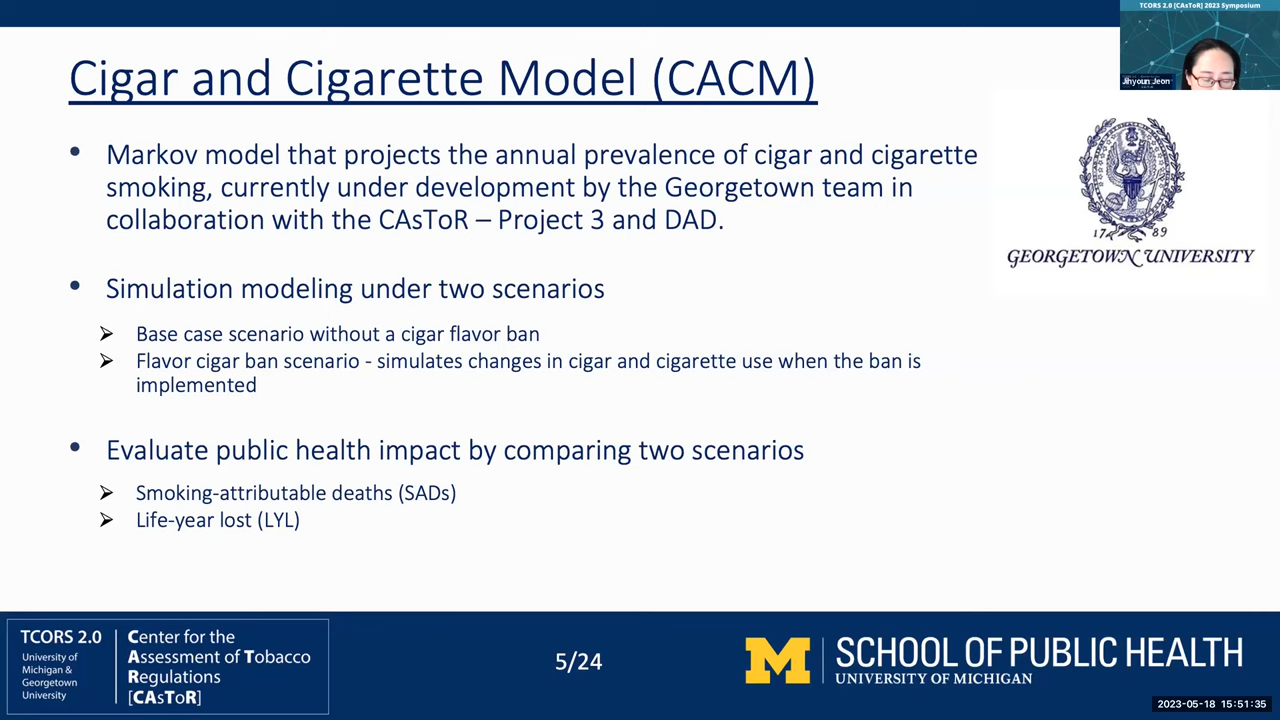 TCORS 2.0 [CAsToR] 2023 Symposium
Jihyoun Jeon
Cigar and Cigarette Model (CACM)
• Markov model that projects the annual prevalence of cigar and cigarette
smoking, currently under development by the Georgetown team in
collaboration with the CAsToR – Project 3 and DAD.
17 89
GEORGETOWN UNIVERSITY
• Simulation modeling under two scenarios
➢ Base case scenario without a cigar flavor ban
➢ Flavor cigar ban scenario - simulates changes in cigar and cigarette use when the ban is
implemented
• Evaluate public health impact by comparing two scenarios
➢ Smoking-attributable deaths (SADs)
➢ Life-year lost (LYL)
TCORS 2.0
University of
Michigan &
Georgetown
University
Center for the
Assessment of Tobacco
Regulations
[CAsToR]
5/24
M
SCHOOL OF PUBLIC HEALTH
UNIVERSITY OF MICHIGAN
2023-05-18 15:51:35